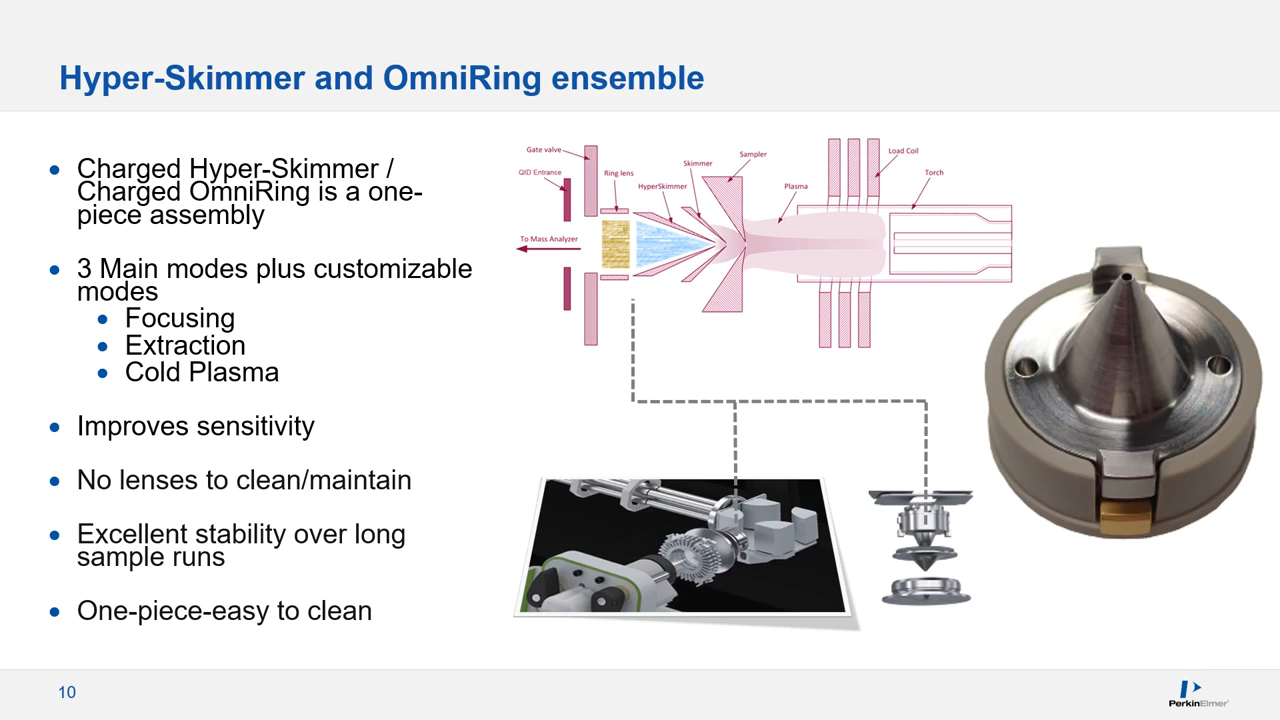 Hyper-Skimmer and OmniRing ensemble
• Charged Hyper-Skimmer /
Charged OmniRing is a one-
piece assembly
• 3 Main modes plus customizable
modes
• Focusing
• Extraction
• Cold Plasma
• Improves sensitivity
• No lenses to clean/maintain
• Excellent stability over long
sample runs
• One-piece-easy to clean
Gate valve
QID Entrance
Ring lens
HyperSkimmer
Skimmer
Sampler
Plasma
Load Coil
Torch
To Mass Analyzer
10
PerkinElmer